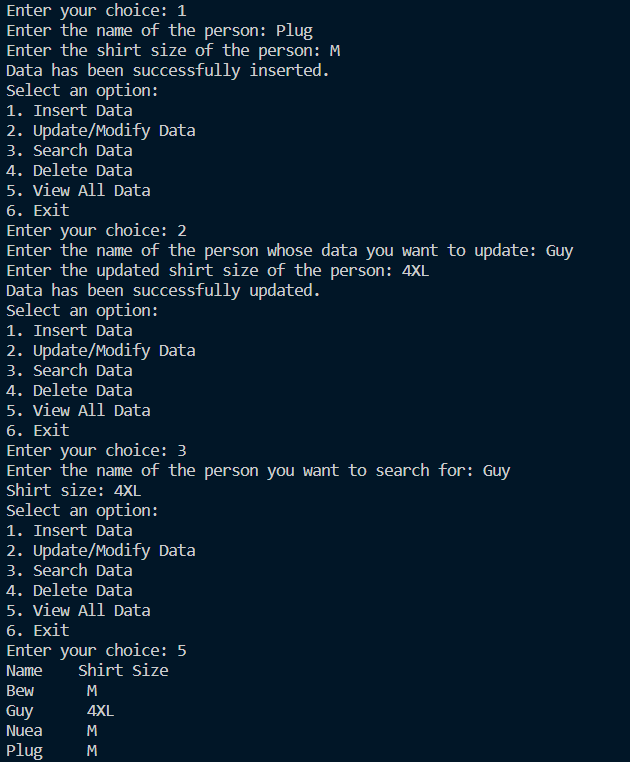 Enter your choice: 1
Enter the name of the person: Plug
Enter the shirt size of the person: M
Data has been successfully inserted.
Select an option:
1. Insert Data
2. Update/Modify Data
3. Search Data
4. Delete Data
5. View All Data
6. Exit
Enter your choice: 2
Enter the name of the person whose data you want to update: Guy
Enter the updated shirt size of the person: 4XL
Data has been successfully updated.
Select an option:
1. Insert Data
2. Update/Modify Data
3. Search Data
4. Delete Data
5. View All Data
6. Exit
Enter your choice: 3
Enter the name of the person you want to search for: Guy
Shirt size: 4XL
Select an option:
1. Insert Data
2. Update/Modify Data
3. Search Data
4. Delete Data
5. View All Data
6. Exit
Enter your choice: 5
Name    Shirt Size
Bew      M
Guy      4XL
Nuea     M
Plug     M